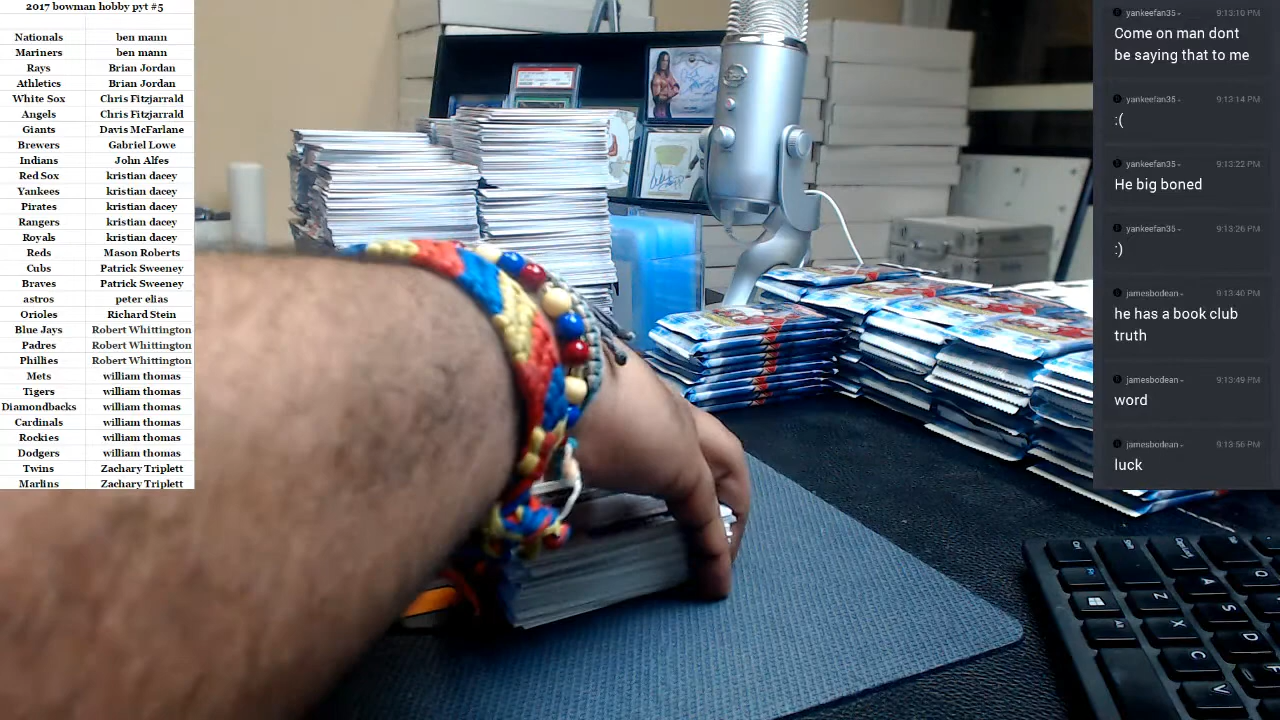 2017 bowman hobby pyt #5
Nationals ben mann
Mariners ben mann
Rays Brian Jordan
Athletics Brian Jordan
White Sox Chris Fitzjarrald
Angels Chris Fitzjarrald
Giants Davis McFarlane
Brewers Gabriel Lowe
Indians John Alfes
Red Sox kristian dacey
Yankees kristian dacey
Pirates kristian dacey
Rangers kristian dacey
Royals kristian dacey
Reds Mason Roberts
Cubs Patrick Sweeney
Braves Patrick Sweeney
astros peter elias
Orioles Richard Stein
Blue Jays Robert Whittington
Padres Robert Whittington
Phillies Robert Whittington
Mets william thomas
Tigers william thomas
Diamondbacks william thomas
Cardinals william thomas
Rockies william thomas
Dodgers william thomas
Twins Zachary Triplett
Marlins Zachary Triplett
yankeefan35 9:13:10 PM
Come on man dont
be saying that to me
yankeefan35 9:13:14 PM
:(
yankeefan35 9:13:22 PM
He big boned
yankeefan35 9:13:26 PM
:)
jamesbodean 9:13:40 PM
he has a book club
truth
jamesbodean 9:13:49 PM
word
jamesbodean 9:13:56 PM
luck
Alt
Z
A
X
S
C
D
V
F